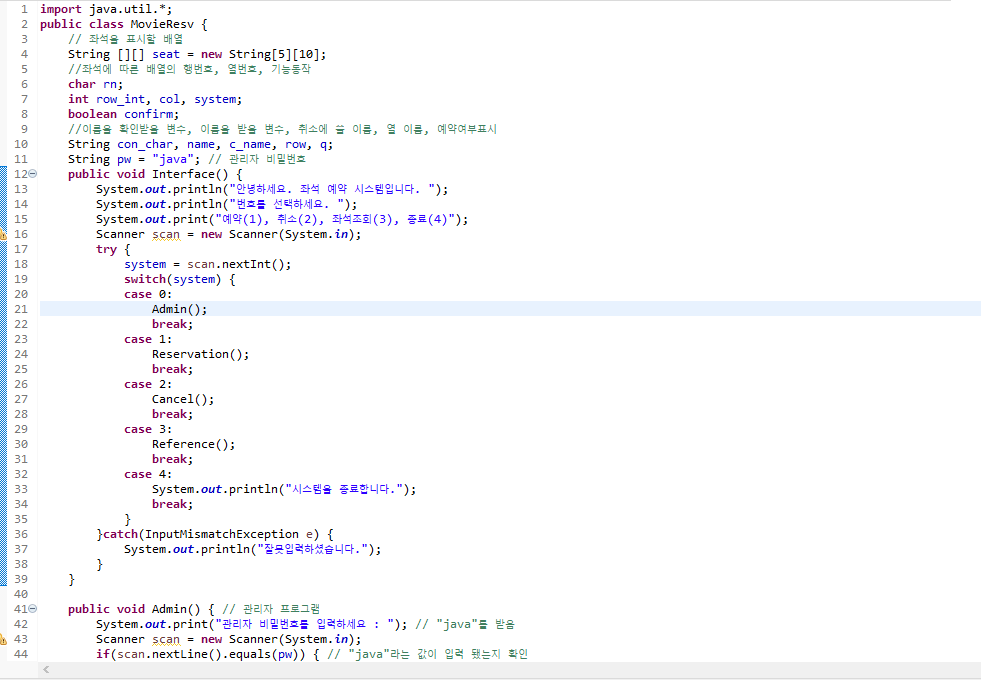 1 import java.util.*;
2 public class MovieResv {
3 // 좌석을 표시할 배열
4 String [][] seat = new String[5][10];
5 //좌석에 따른 배열의 행번호, 열번호, 기능동작
6 char rn;
7 int row_int, col, system;
8 boolean confirm;
9 //이름을 확인받을 변수, 이름을 받을 변수, 취소에 쓸 이름, 열 이름, 예약여부표시
10 String con_char, name, c_name, row, q;
11 String pw = "java"; // 관리자 비밀번호
12 public void Interface() {
13 System.out.println("안녕하세요. 좌석 예약 시스템입니다. ");
14 System.out.println("번호를 선택하세요. ");
15 System.out.print("예약(1), 취소(2), 좌석조회(3), 종료(4)");
16 Scanner scan = new Scanner(System.in);
17 try {
18 system = scan.nextInt();
19 switch(system) {
20 case 0:
21 Admin();
22 break;
23 case 1:
24 Reservation();
25 break;
26 case 2:
27 Cancel();
28 break;
29 case 3:
30 Reference();
31 break;
32 case 4:
33 System.out.println("시스템을 종료합니다.");
34 break;
35 }
36 }catch(InputMismatchException e) {
37 System.out.println("잘못입력하셨습니다.");
38 }
39 }
40
41 public void Admin() { // 관리자 프로그램
42 System.out.print("관리자 비밀번호를 입력하세요 : "); // "java"를 받음
43 Scanner scan = new Scanner(System.in);
44 if(scan.nextLine().equals(pw)) { // "java"라는 값이 입력 됐는지 확인